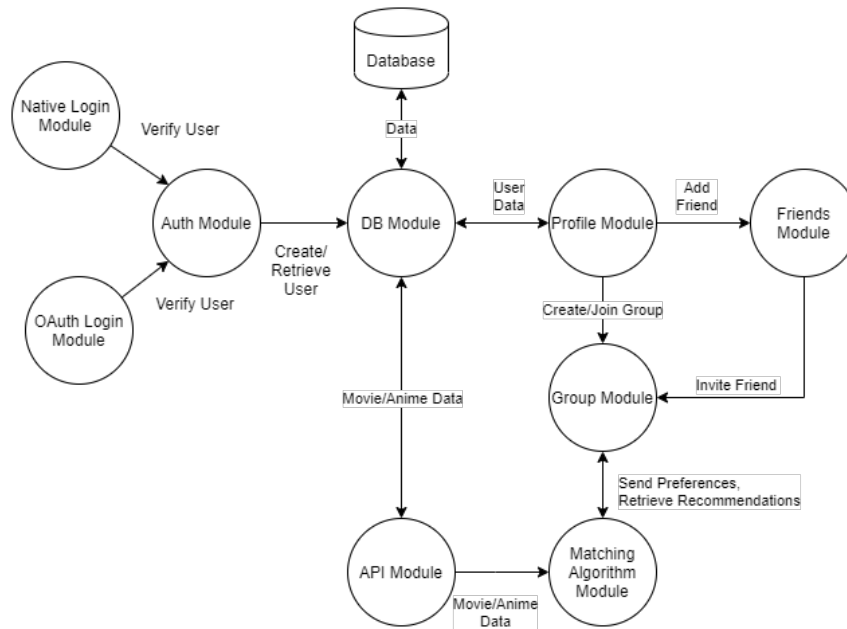 Database
Native Login
Module
Verify User
Data
Auth Module
DB Module
User
Data
Profile Module
Add
Friend
Friends
Module
Create/
Retrieve
User
Verify User
OAuth Login
Module
Create/Join Group
Movie/Anime Data
Group Module
Invite Friend
Send Preferences,
Retrieve Recommendations
API Module
Movie/Anime
Data
Matching
Algorithm
Module